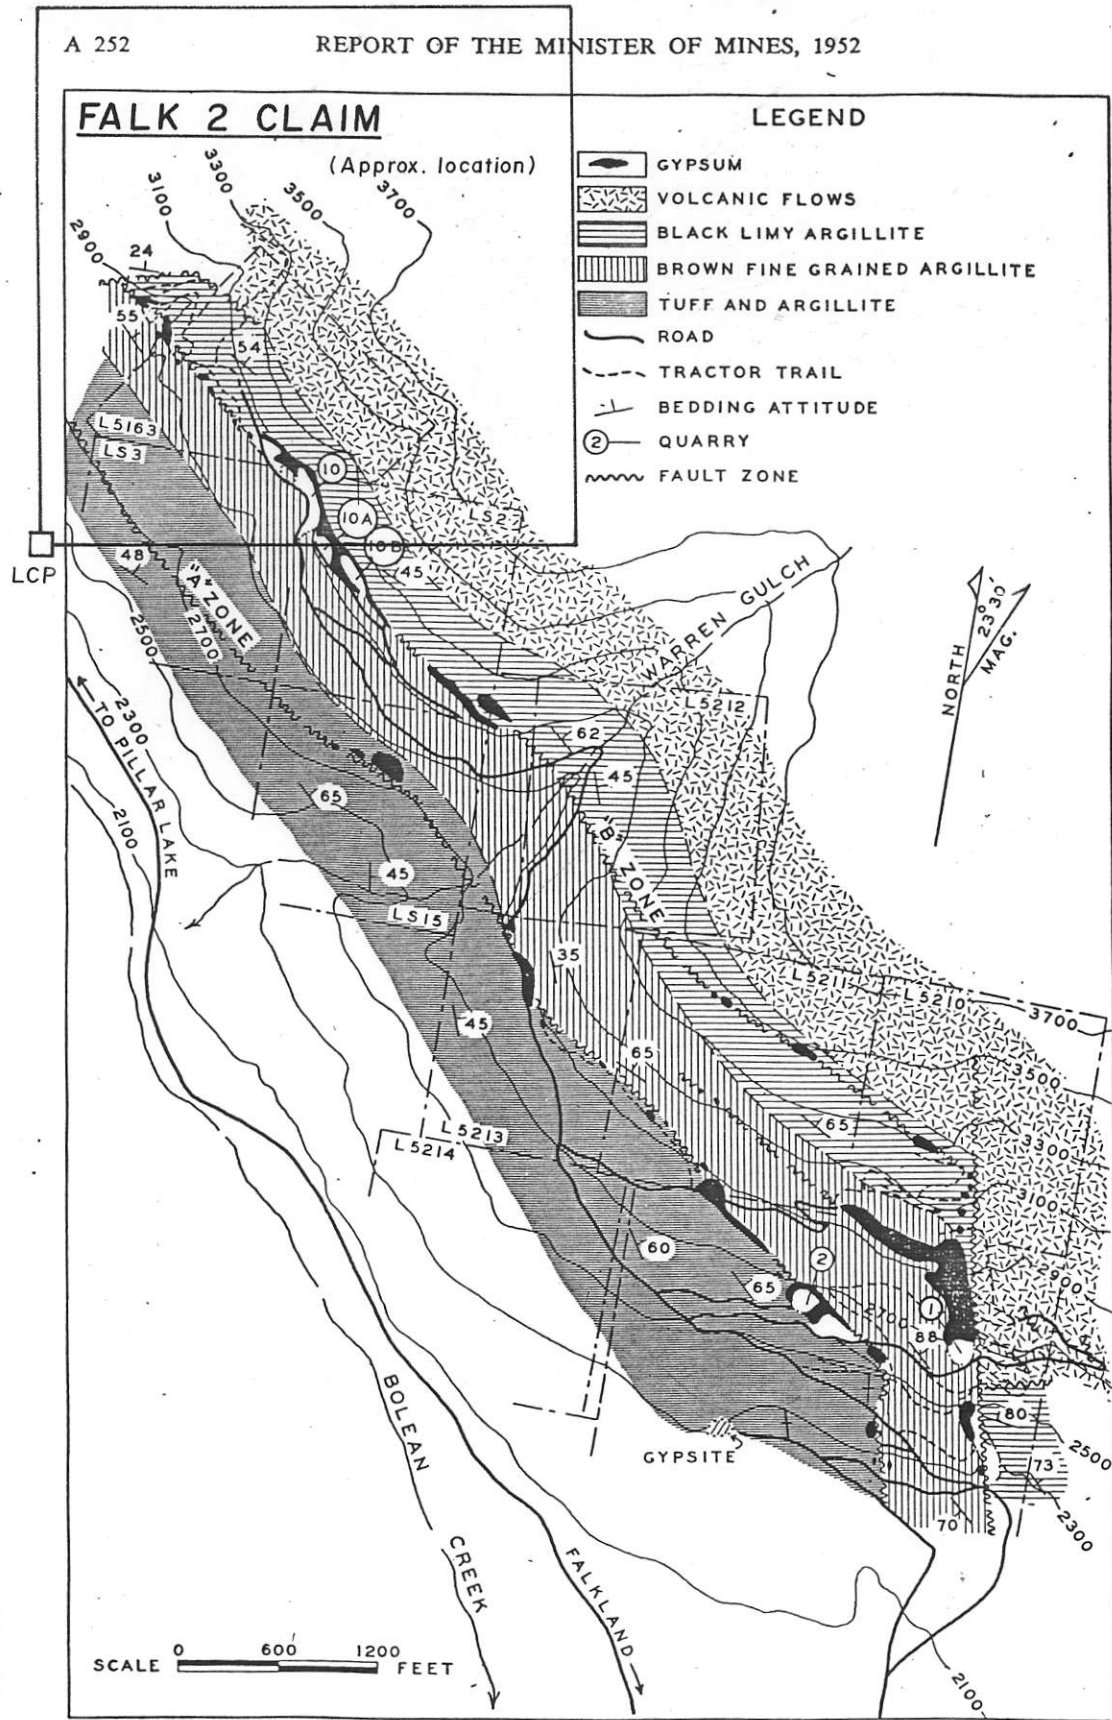 A 252
REPORT OF THE MINISTER OF MINES, 1952
FALK 2 CLAIM
(Approx. location)
LEGEND
GYPSUM
VOLCANIC FLOWS
BLACK LIMY ARGILLITE
BROWN FINE GRAINED ARGILLITE
TUFF AND ARGILLITE
ROAD
TRACTOR TRAIL
BEDDING ATTITUDE
2 QUARRY
FAULT ZONE
2900
3100
3300
3500
3700
24
55
54
L5163
LS3
10
10A
10B
LS2
45
LCP
48
"A" ZONE
2700
2500
WARREN GULCH
NORTH
23°30'
MAG.
TO PILLAR LAKE
2300
2100
L5212
62
45
65
"B" ZONE
45
LS15
35
45
L5211
L5210
3700
3500
65
65
3300
L5213
L5214
3100
60
65
2
2700
1
88
2900
80
2500
73
2300
70
GYPSITE
BOLEAN CREEK
FALKLAND
2100
SCALE 0 600' 1200 FEET